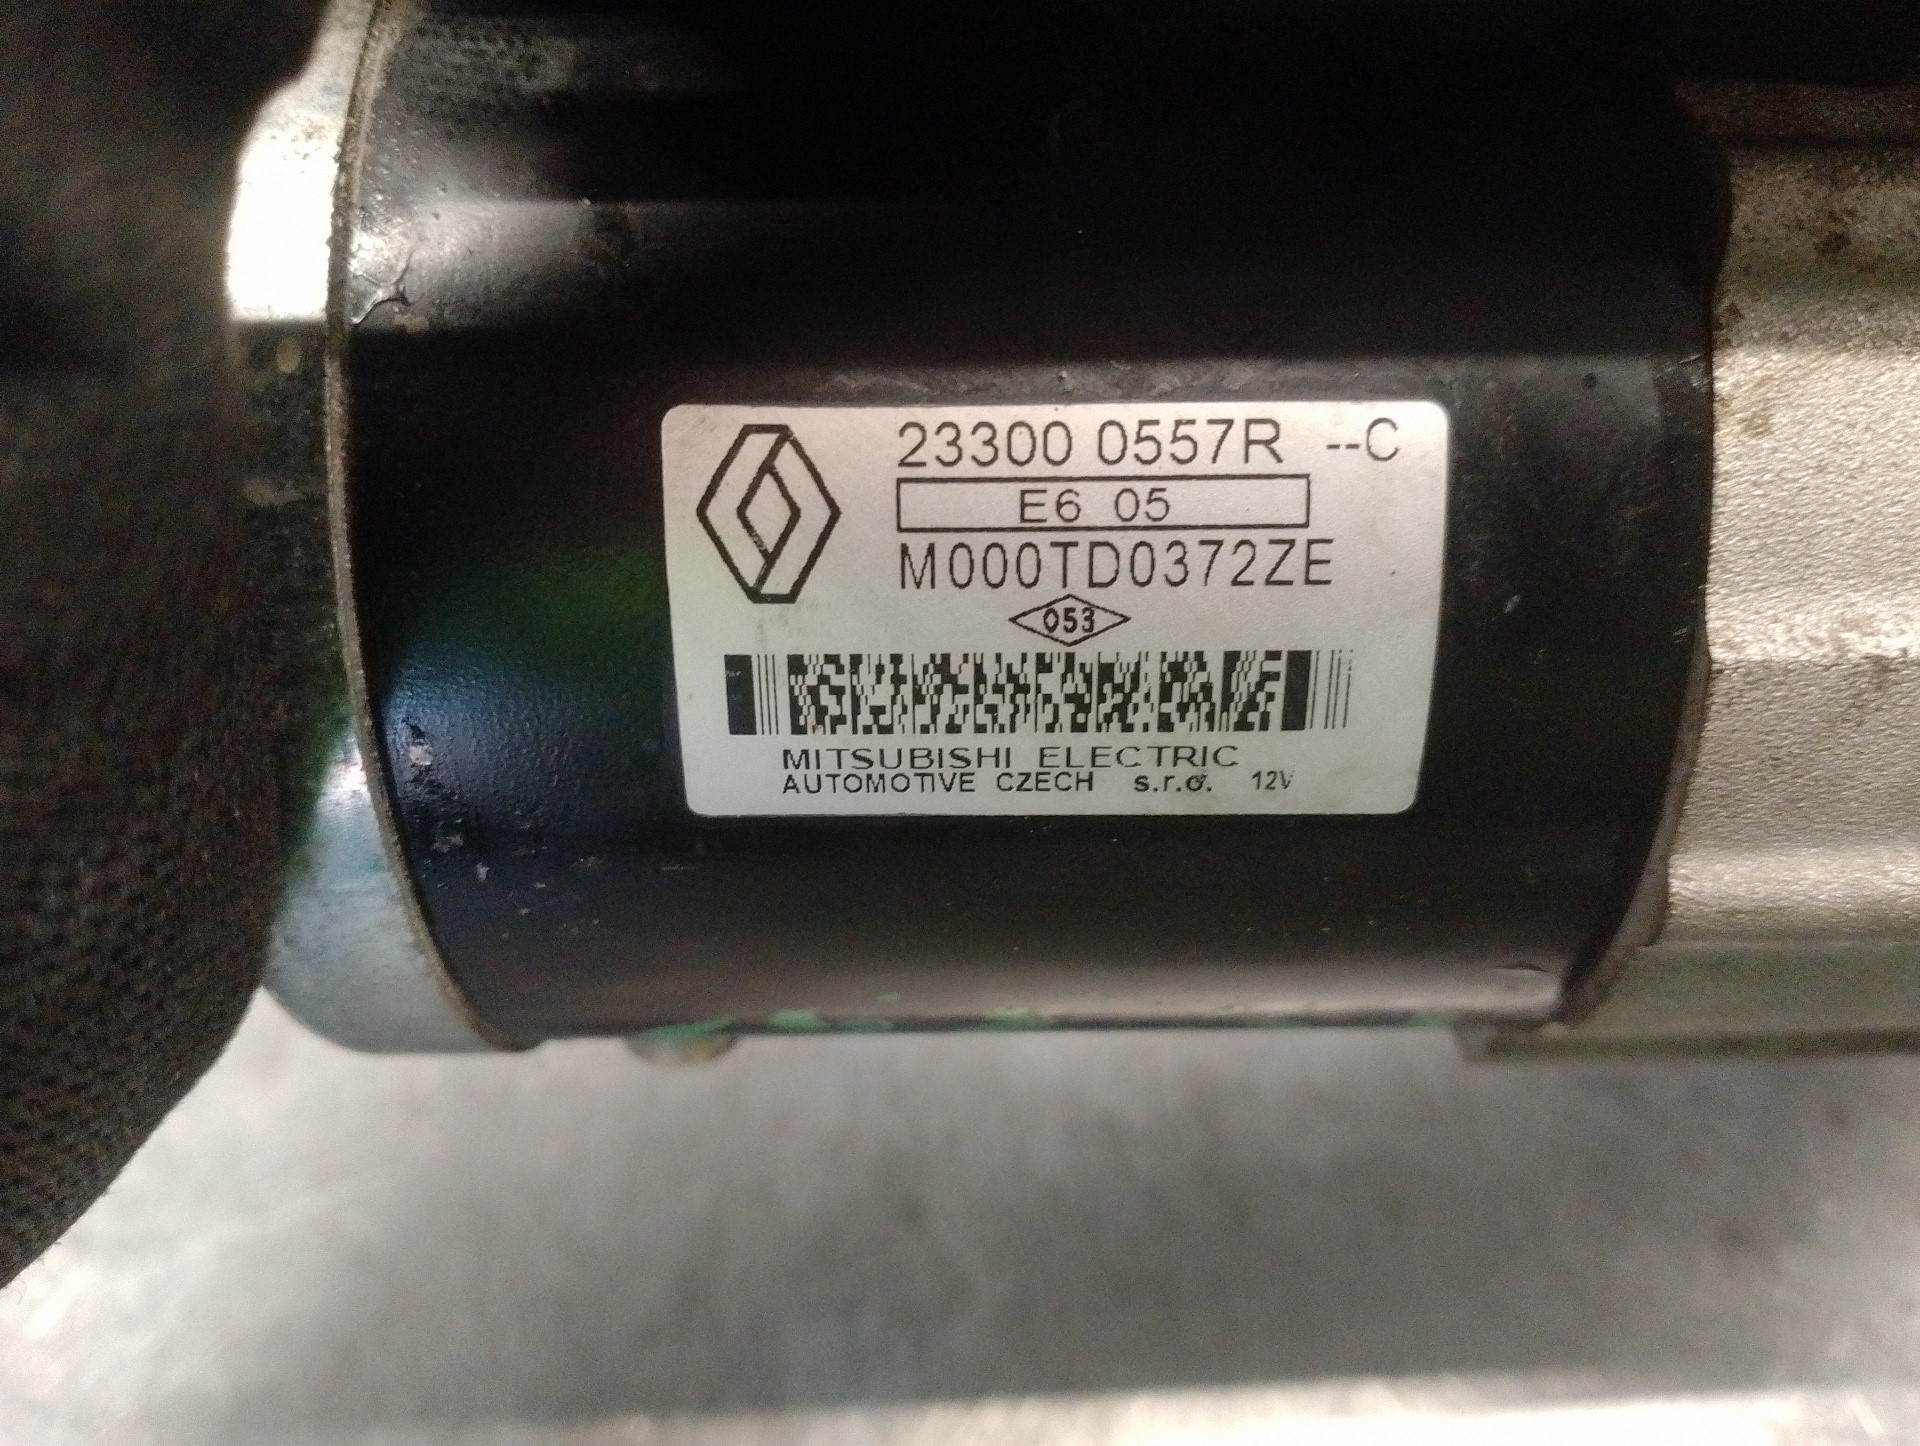 23300 0557R --C
E6 05
M000TD0372ZE
053
MITSUBISHI ELECTRIC
AUTOMOTIVE CZECH s.r.o. 12V